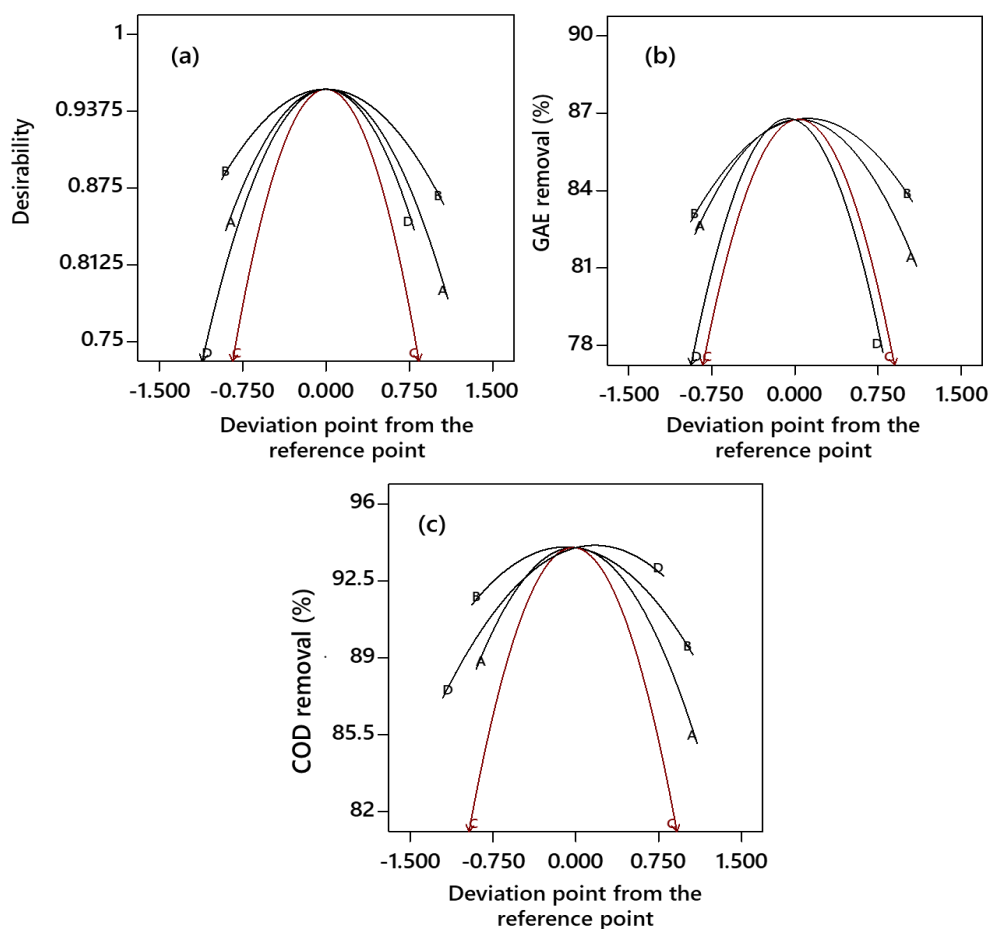 (a)
Desirability
1
0.9375
0.875
0.8125
0.75
B
A
D
C
B
D
A
C
-1.500 -0.750 0.000 0.750 1.500
Deviation point from the
reference point
(b)
GAE removal (%)
90
87
84
81
78
B
A
D
C
B
A
D
C
-1.500 -0.750 0.000 0.750 1.500
Deviation point from the
reference point
(c)
COD removal (%)
96
92.5
89
85.5
82
B
A
D
C
D
B
A
C
-1.500 -0.750 0.000 0.750 1.500
Deviation point from the
reference point